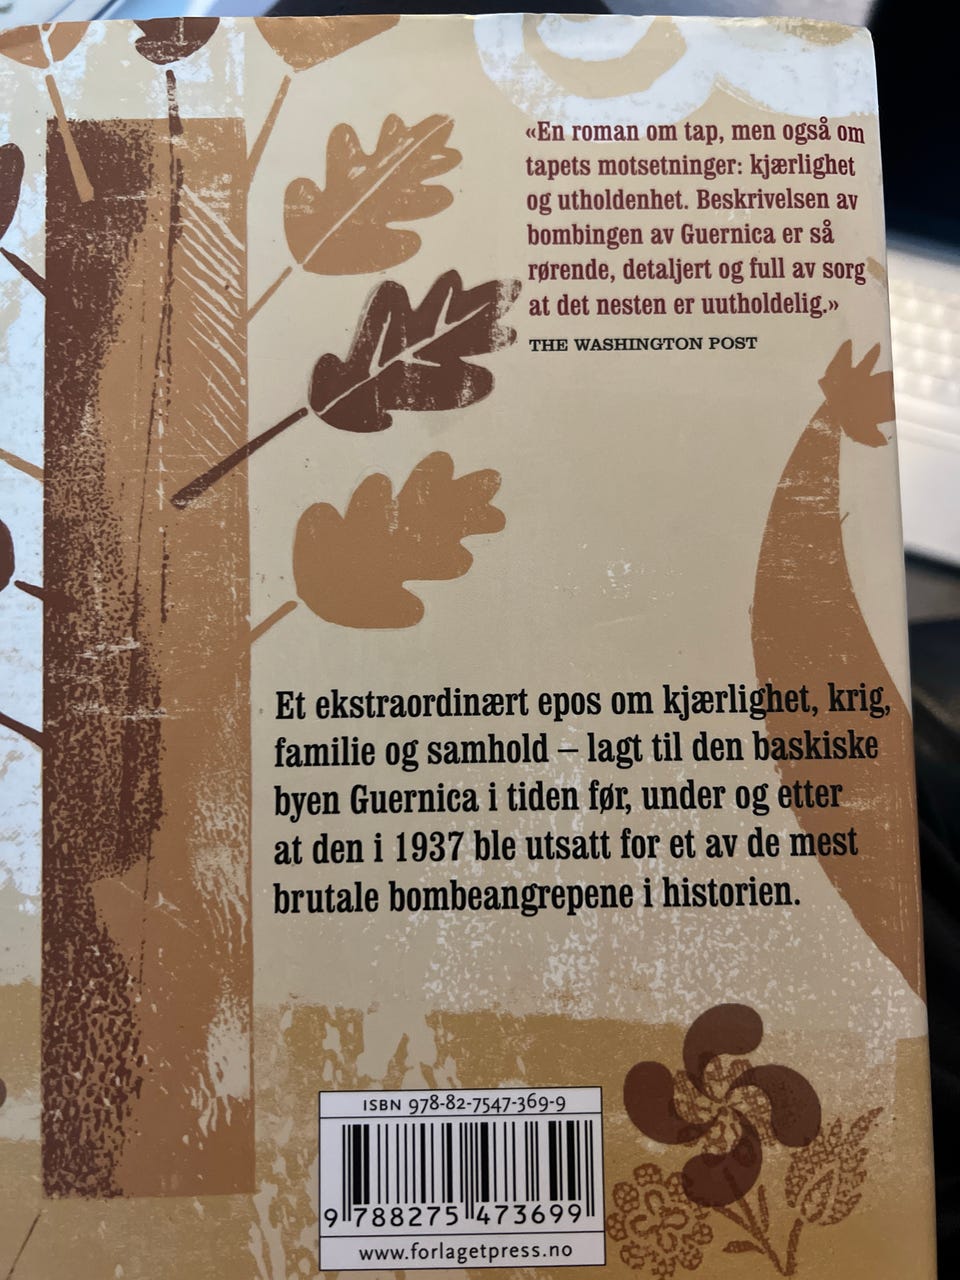 «En roman om tap, men også om
tapets motsetninger: kjærlighet
og utholdenhet. Beskrivelsen av
bombingen av Guernica er så
rørende, detaljert og full av sorg
at det nesten er uutholdelig.»
THE WASHINGTON POST
Et ekstraordinært epos om kjærlighet, krig,
familie og samhold – lagt til den baskiske
byen Guernica i tiden før, under og etter
at den i 1937 ble utsatt for et av de mest
brutale bombeangrepene i historien.
ISBN 978-82-7547-369-9
9 788275 473699
www.forlagetpress.no